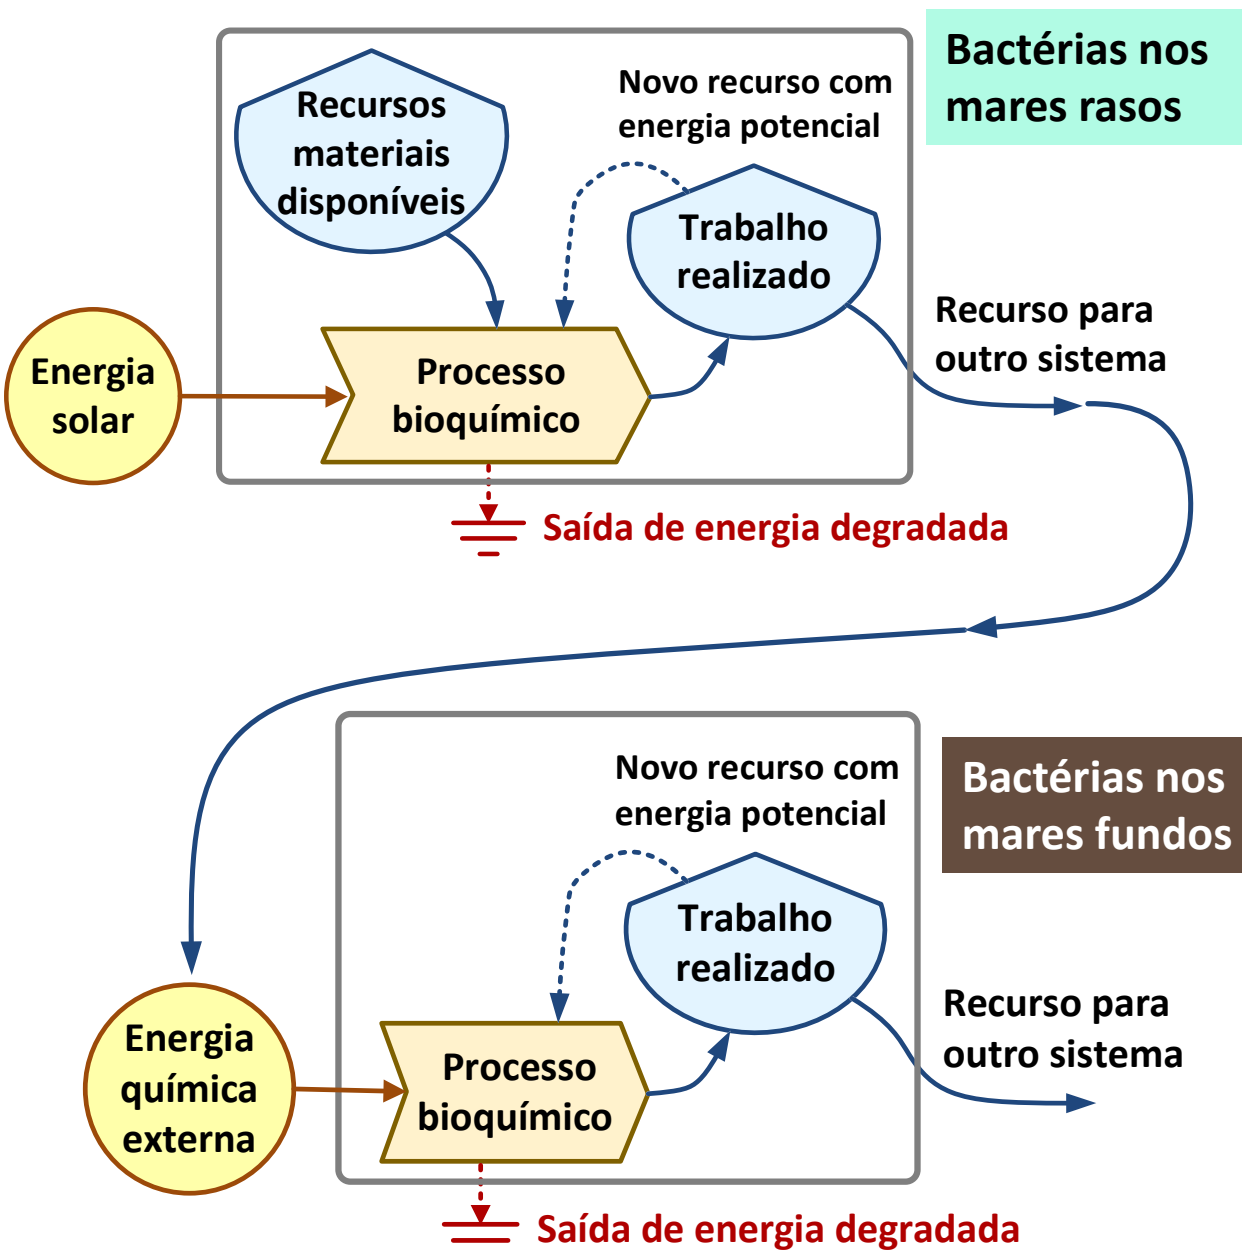 Bactérias nos
mares rasos
Recursos
materiais
disponíveis
Novo recurso com
energia potencial
Trabalho
realizado
Recurso para
outro sistema
Energia
solar
Processo
bioquímico
Saída de energia degradada
Bactérias nos
mares fundos
Novo recurso com
energia potencial
Trabalho
realizado
Recurso para
outro sistema
Energia
química
externa
Processo
bioquímico
Saída de energia degradada